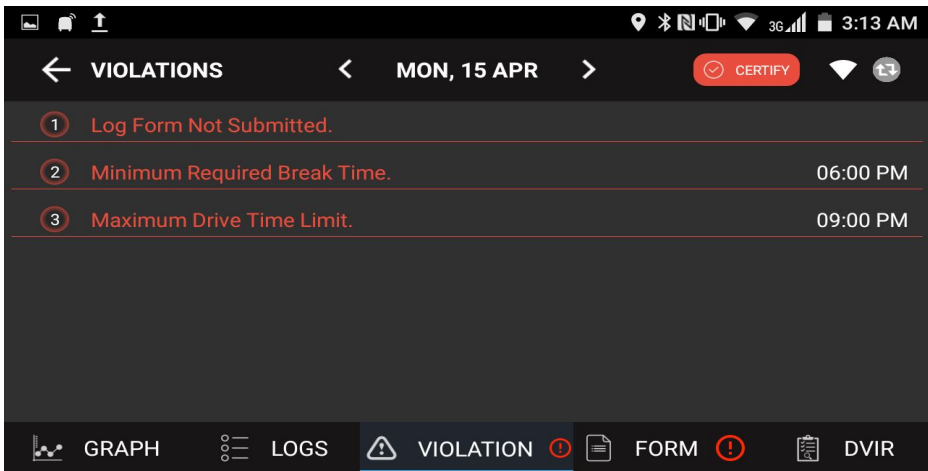 3G 3:13 AM
VIOLATIONS MON, 15 APR CERTIFY
1 Log Form Not Submitted.
2 Minimum Required Break Time. 06:00 PM
3 Maximum Drive Time Limit. 09:00 PM
GRAPH LOGS VIOLATION FORM DVIR